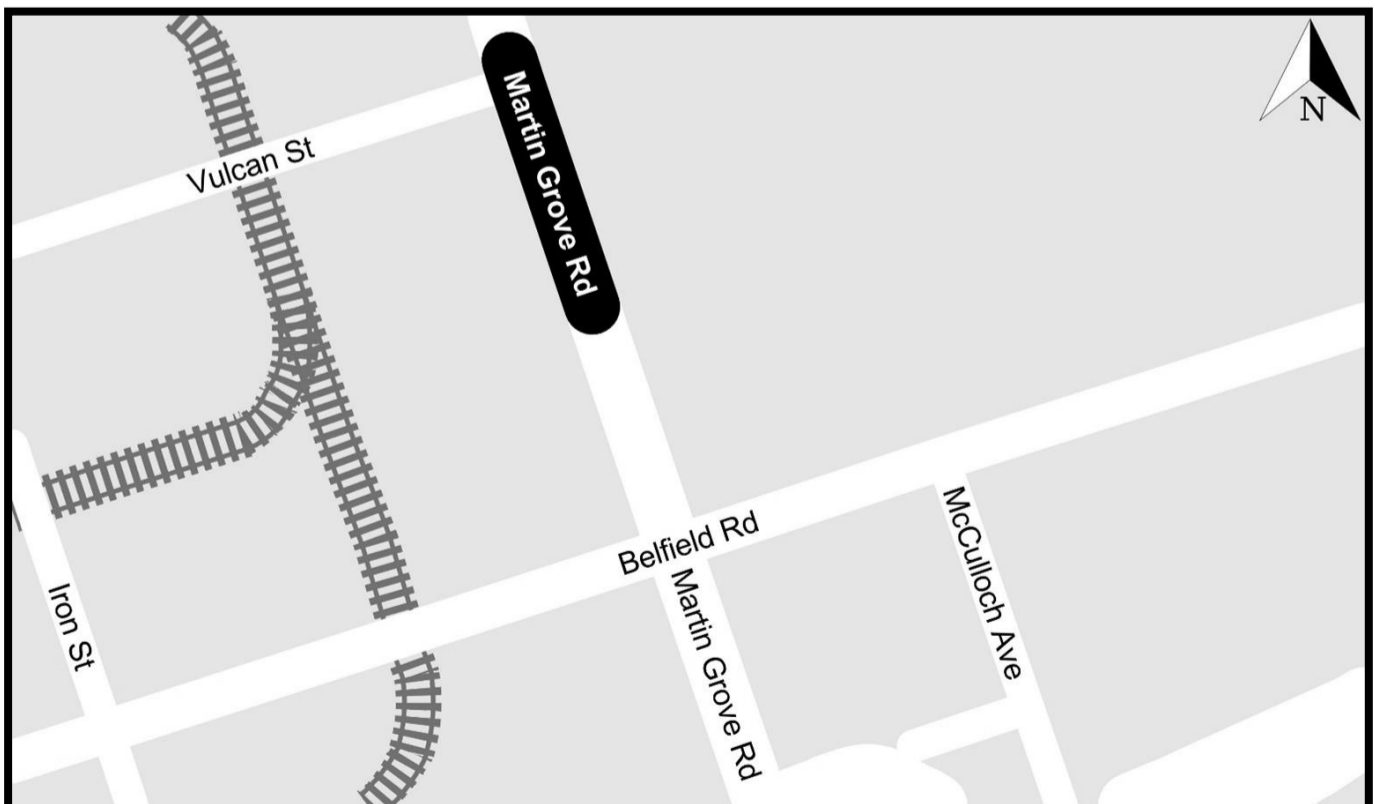 N
Martin Grove Rd
Vulcan St
Belfield Rd
McCulloch Ave
Iron St
Martin Grove Rd